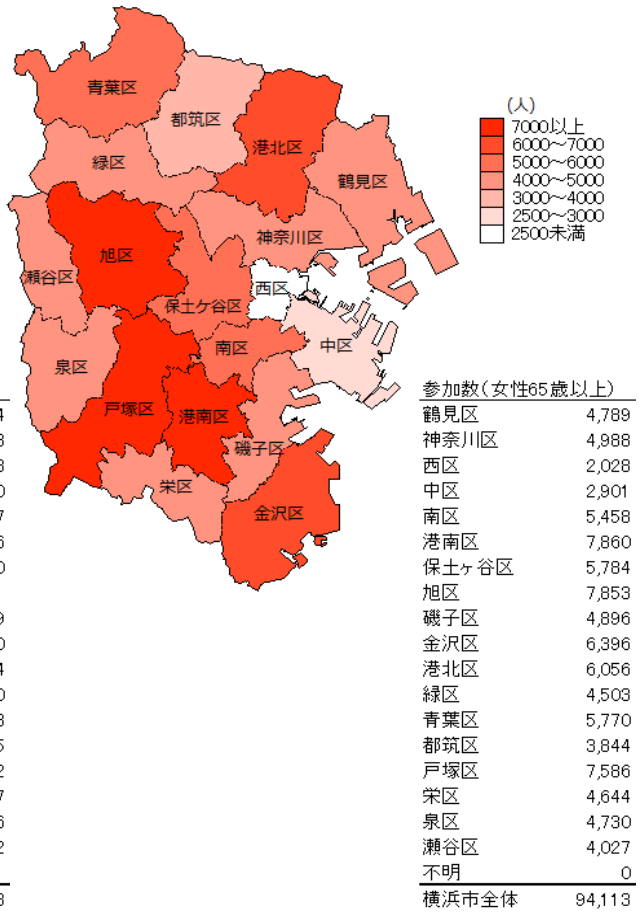 (人)
7000以上
6000～7000
5000～6000
4000～5000
3000～4000
2500～3000
2500未満
青葉区
都筑区
港北区
緑区
鶴見区
神奈川区
旭区
瀬谷区
西区
保土ケ谷区
中区
南区
泉区
戸塚区
港南区
磯子区
栄区
金沢区
参加数(女性65歳以上)
鶴見区 4,789
神奈川区 4,988
西区 2,028
中区 2,901
南区 5,458
港南区 7,860
保土ヶ谷区 5,784
旭区 7,853
磯子区 4,896
金沢区 6,396
港北区 6,056
緑区 4,503
青葉区 5,770
都筑区 3,844
戸塚区 7,586
栄区 4,644
泉区 4,730
瀬谷区 4,027
不明 0
横浜市全体 94,113